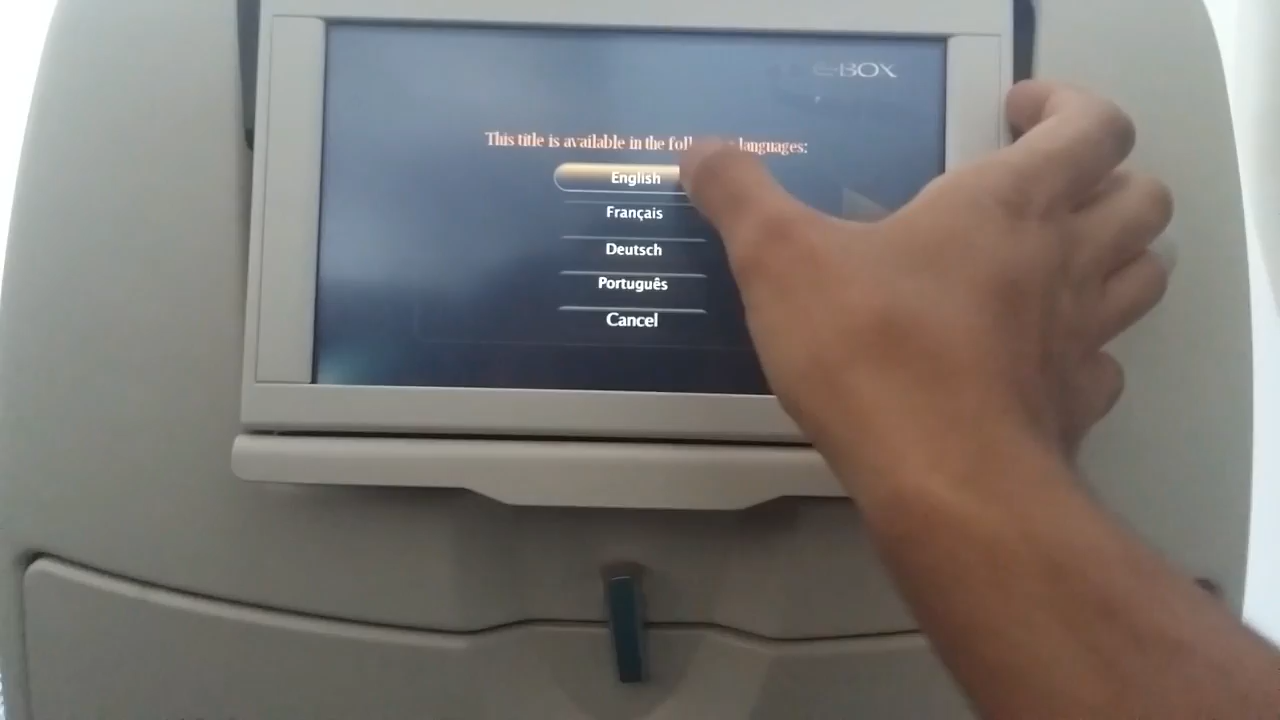 E-BOX
This title is available in the following languages:
English
Français
Deutsch
Português
Cancel